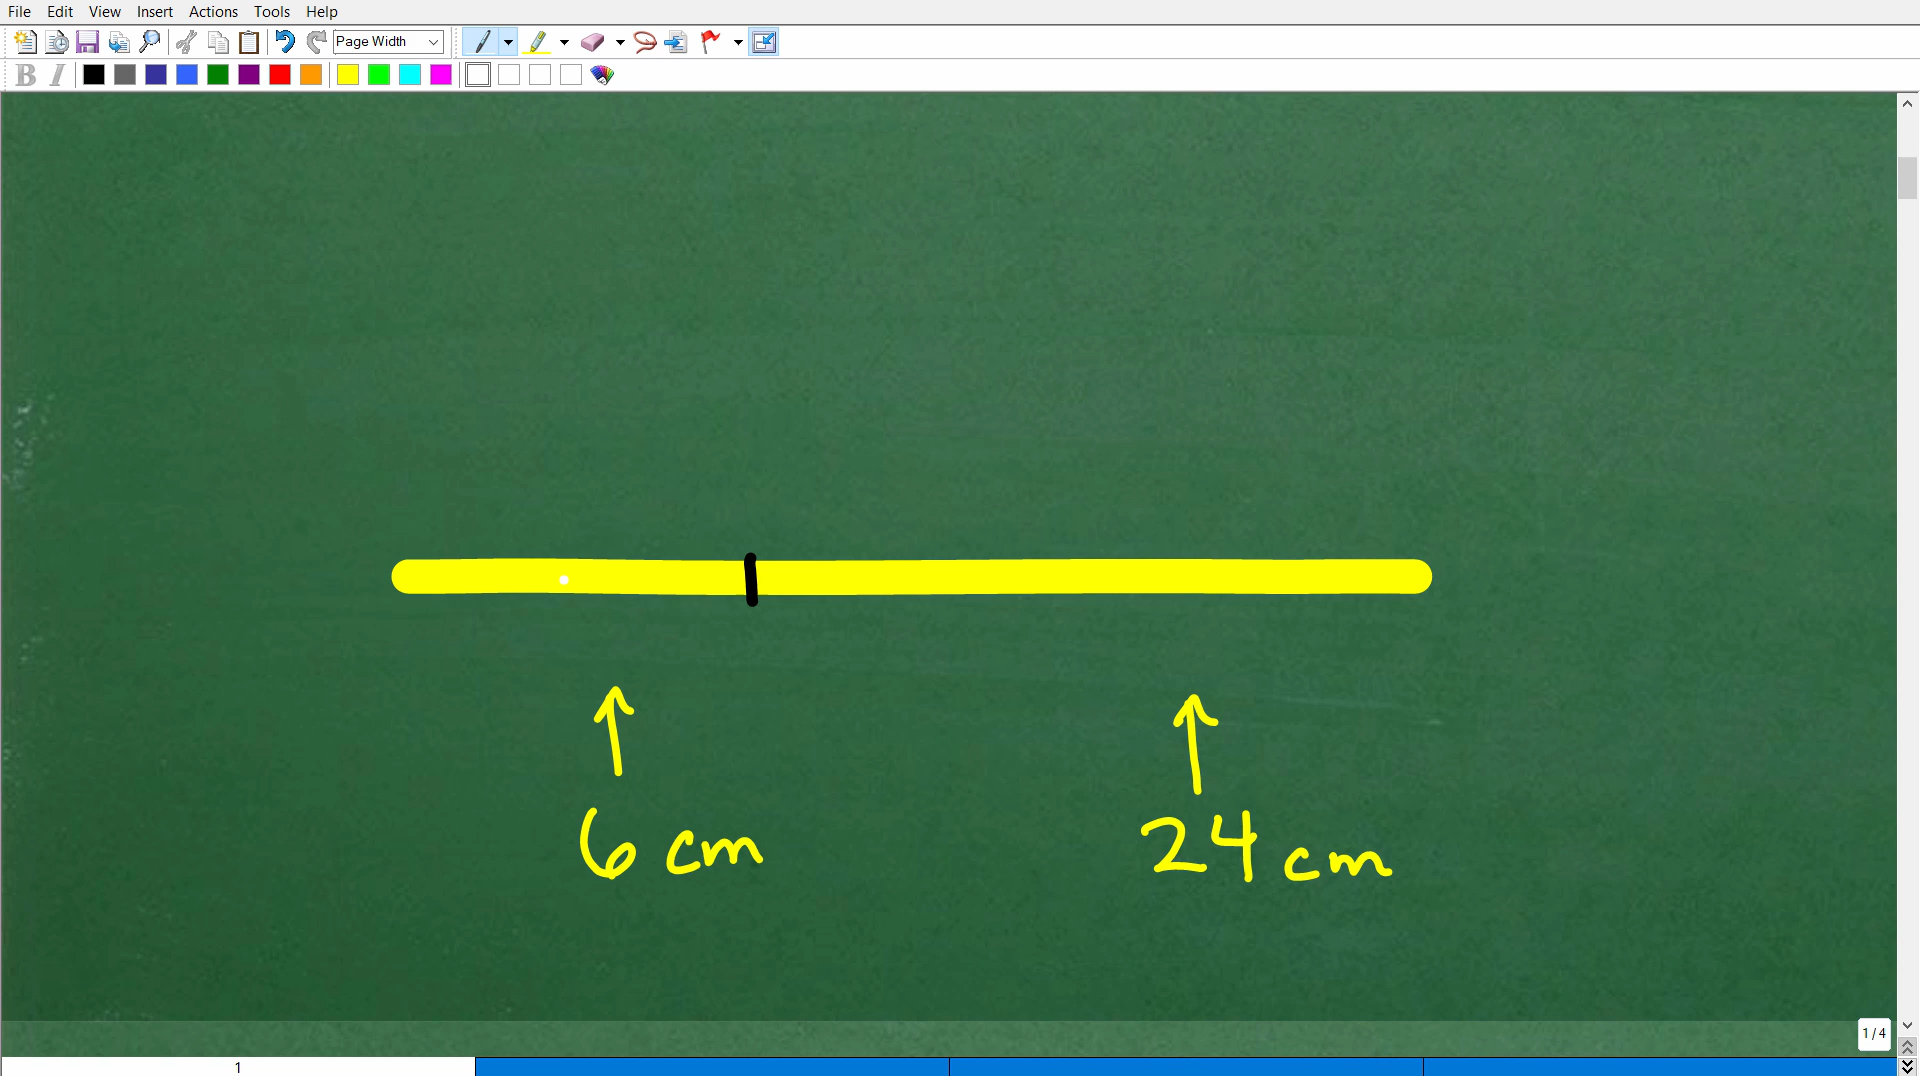 File Edit View Insert Actions Tools Help
Page Width
B I
6 cm 24 cm
1 / 4
1